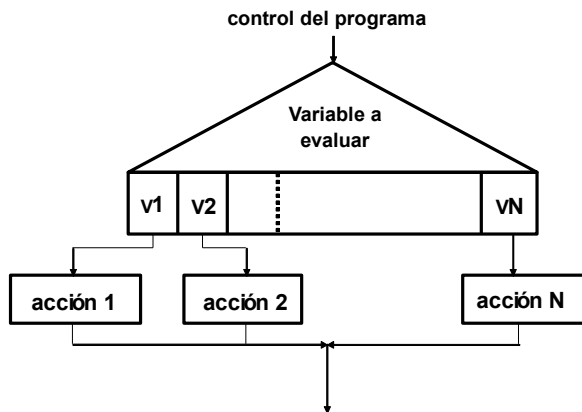 control del programa
Variable a
evaluar
v1 v2 vN
acción 1 acción 2 acción N